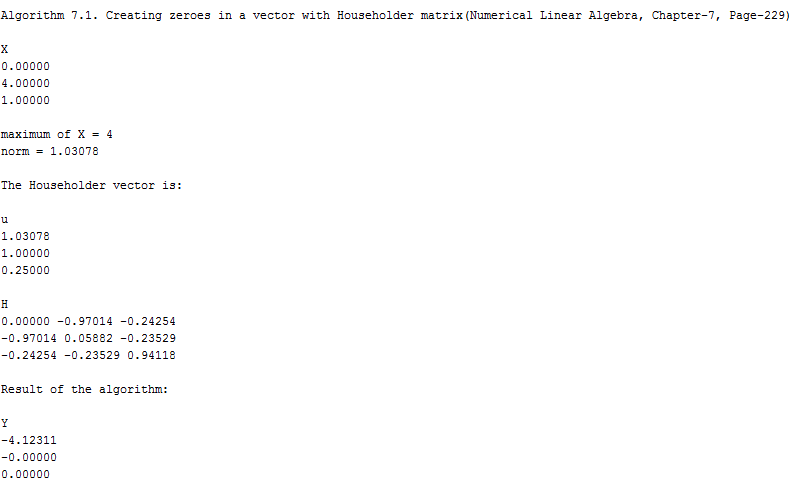 Algorithm 7.1. Creating zeroes in a vector with Householder matrix(Numerical Linear Algebra, Chapter-7, Page-229)
X
0.00000
4.00000
1.00000
maximum of X = 4
norm = 1.03078
The Householder vector is:
u
1.03078
1.00000
0.25000
H
0.00000 -0.97014 -0.24254
-0.97014 0.05882 -0.23529
-0.24254 -0.23529 0.94118
Result of the algorithm:
Y
-4.12311
-0.00000
0.00000